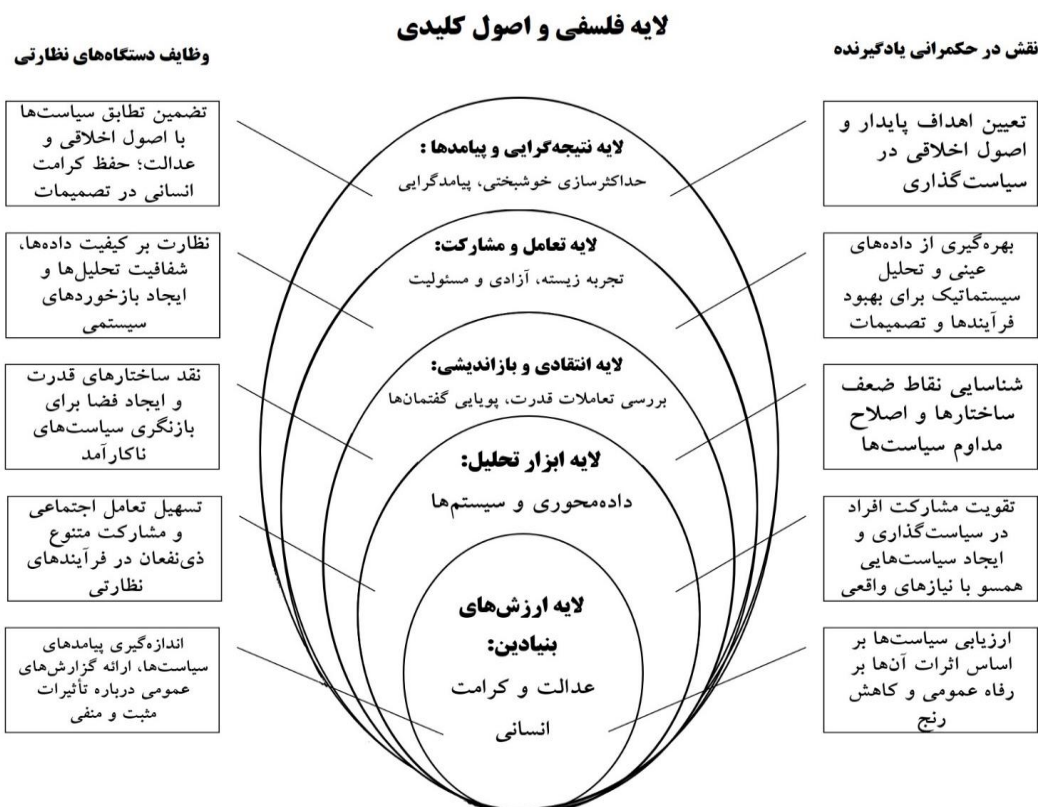 لایه فلسفی و اصول کلیدی
نقش در حکمرانی یادگیرنده
تعیین اهداف پایدار و
اصول اخلاقی در
سیاست‌گذاری
بهره‌گیری از داده‌های
عینی و تحلیل
سیستماتیک برای بهبود
فرآیندها و تصمیمات
شناسایی نقاط ضعف
ساختارها و اصلاح
مداوم سیاست‌ها
تقویت مشارکت افراد
در سیاست‌گذاری و
ایجاد سیاست‌هایی
همسو با نیازهای واقعی
ارزیابی سیاست‌ها بر
اساس اثرات آن‌ها بر
رفاه عمومی و کاهش
رنج
لایه نتیجه‌گرایی و پیامدها :
حداکثرسازی خوشبختی، پیامدگرایی
لایه تعامل و مشارکت:
تجربه زیسته، آزادی و مسئولیت
لایه انتقادی و بازاندیشی:
بررسی تعاملات قدرت، پویایی گفتمان‌ها
لایه ابزار تحلیل:
داده‌محوری و سیستم‌ها
لایه ارزش‌های
بنیادین:
عدالت و کرامت
انسانی
وظایف دستگاه‌های نظارتی
تضمین تطابق سیاست‌ها
با اصول اخلاقی و
عدالت؛ حفظ کرامت
انسانی در تصمیمات
نظارت بر کیفیت داده‌ها،
شفافیت تحلیل‌ها و
ایجاد بازخوردهای
سیستمی
نقد ساختارهای قدرت
و ایجاد فضا برای
بازنگری سیاست‌های
ناکارآمد
تسهیل تعامل اجتماعی
و مشارکت متنوع
ذی‌نفعان در فرآیندهای
نظارتی
اندازه‌گیری پیامدهای
سیاست‌ها، ارائه گزارش‌های
عمومی درباره تأثیرات
مثبت و منفی